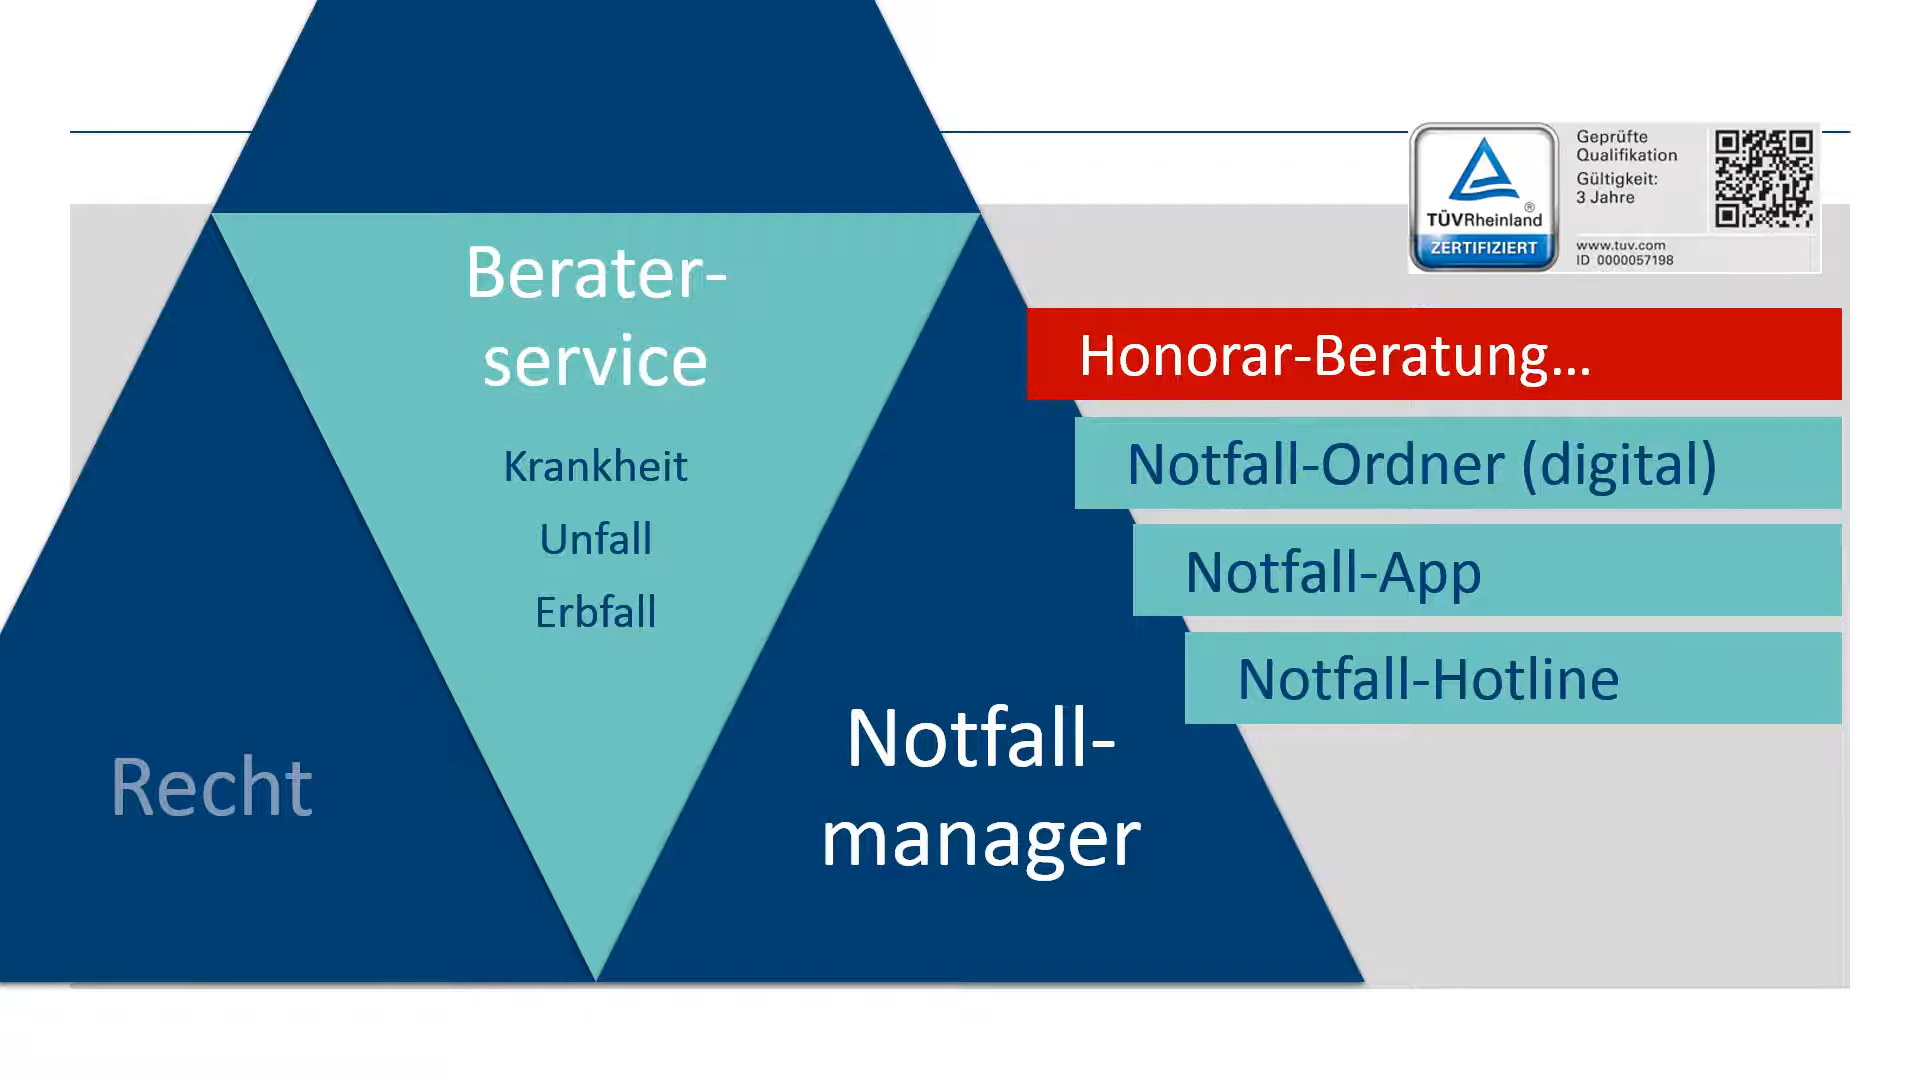 Berater-
service
Krankheit
Unfall
Erbfall
Recht
Notfall-
manager
TÜVRheinland®
ZERTIFIZIERT
Geprüfte
Qualifikation
Gültigkeit:
3 Jahre
www.tuv.com
ID 0000057198
Honorar-Beratung...
Notfall-Ordner (digital)
Notfall-App
Notfall-Hotline